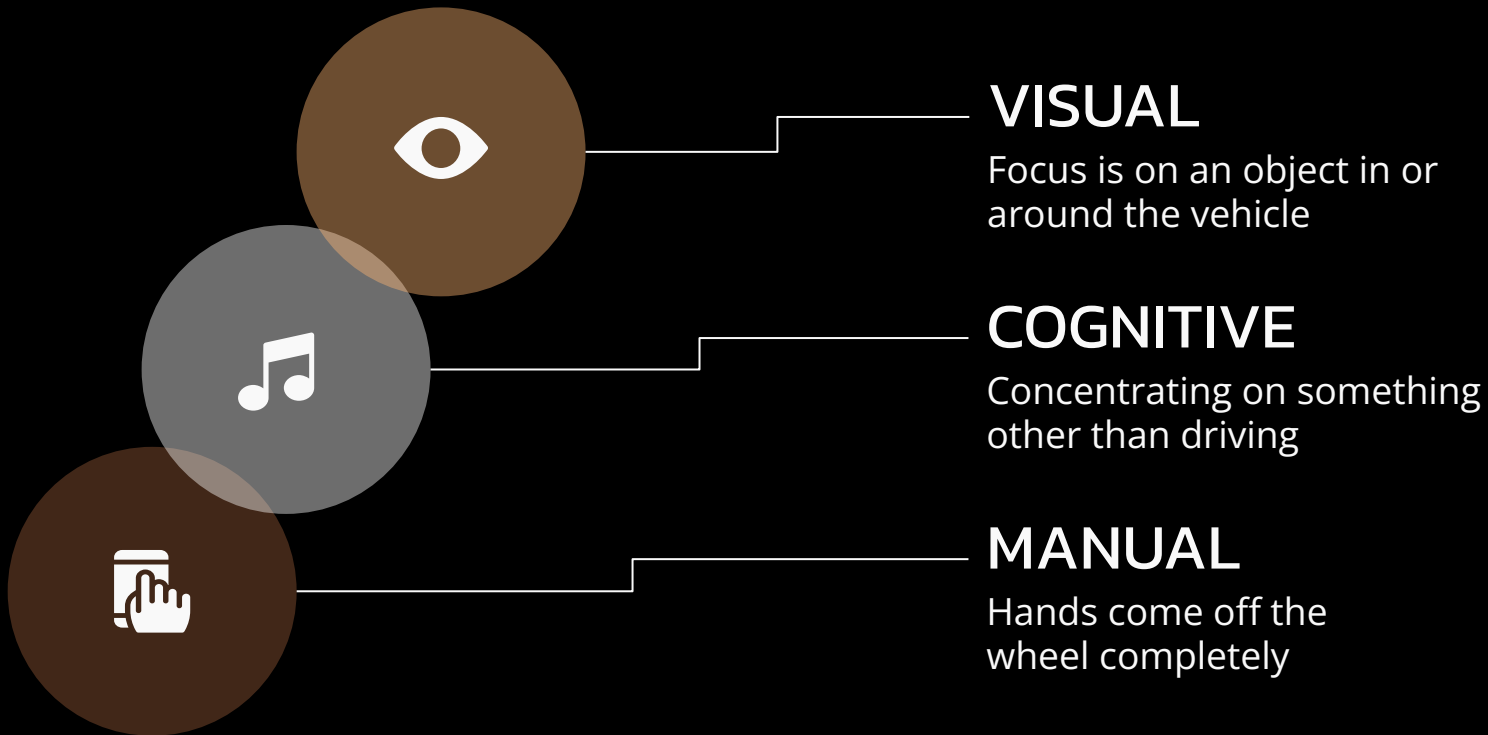 VISUAL
Focus is on an object in or
around the vehicle
COGNITIVE
Concentrating on something
other than driving
MANUAL
Hands come off the
wheel completely